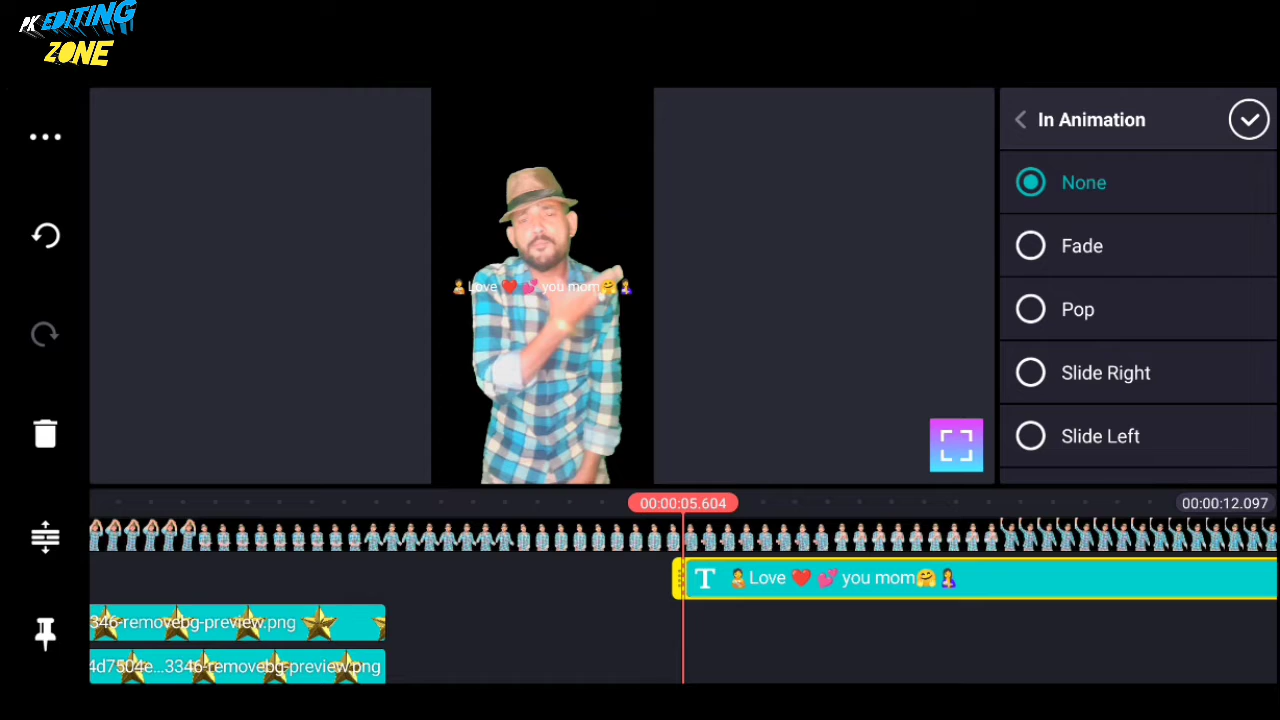 PK EDITING
ZONE
In Animation
None
Fade
Pop
Slide Right
Slide Left
🤱Love ❤️ 💕 you mom🤗🤱
00:00:05.604
00:00:12.097
T 🤱Love ❤️ 💕 you mom🤗🤱
346-removebg-preview.png
4d7504e...3346-removebg-preview.png